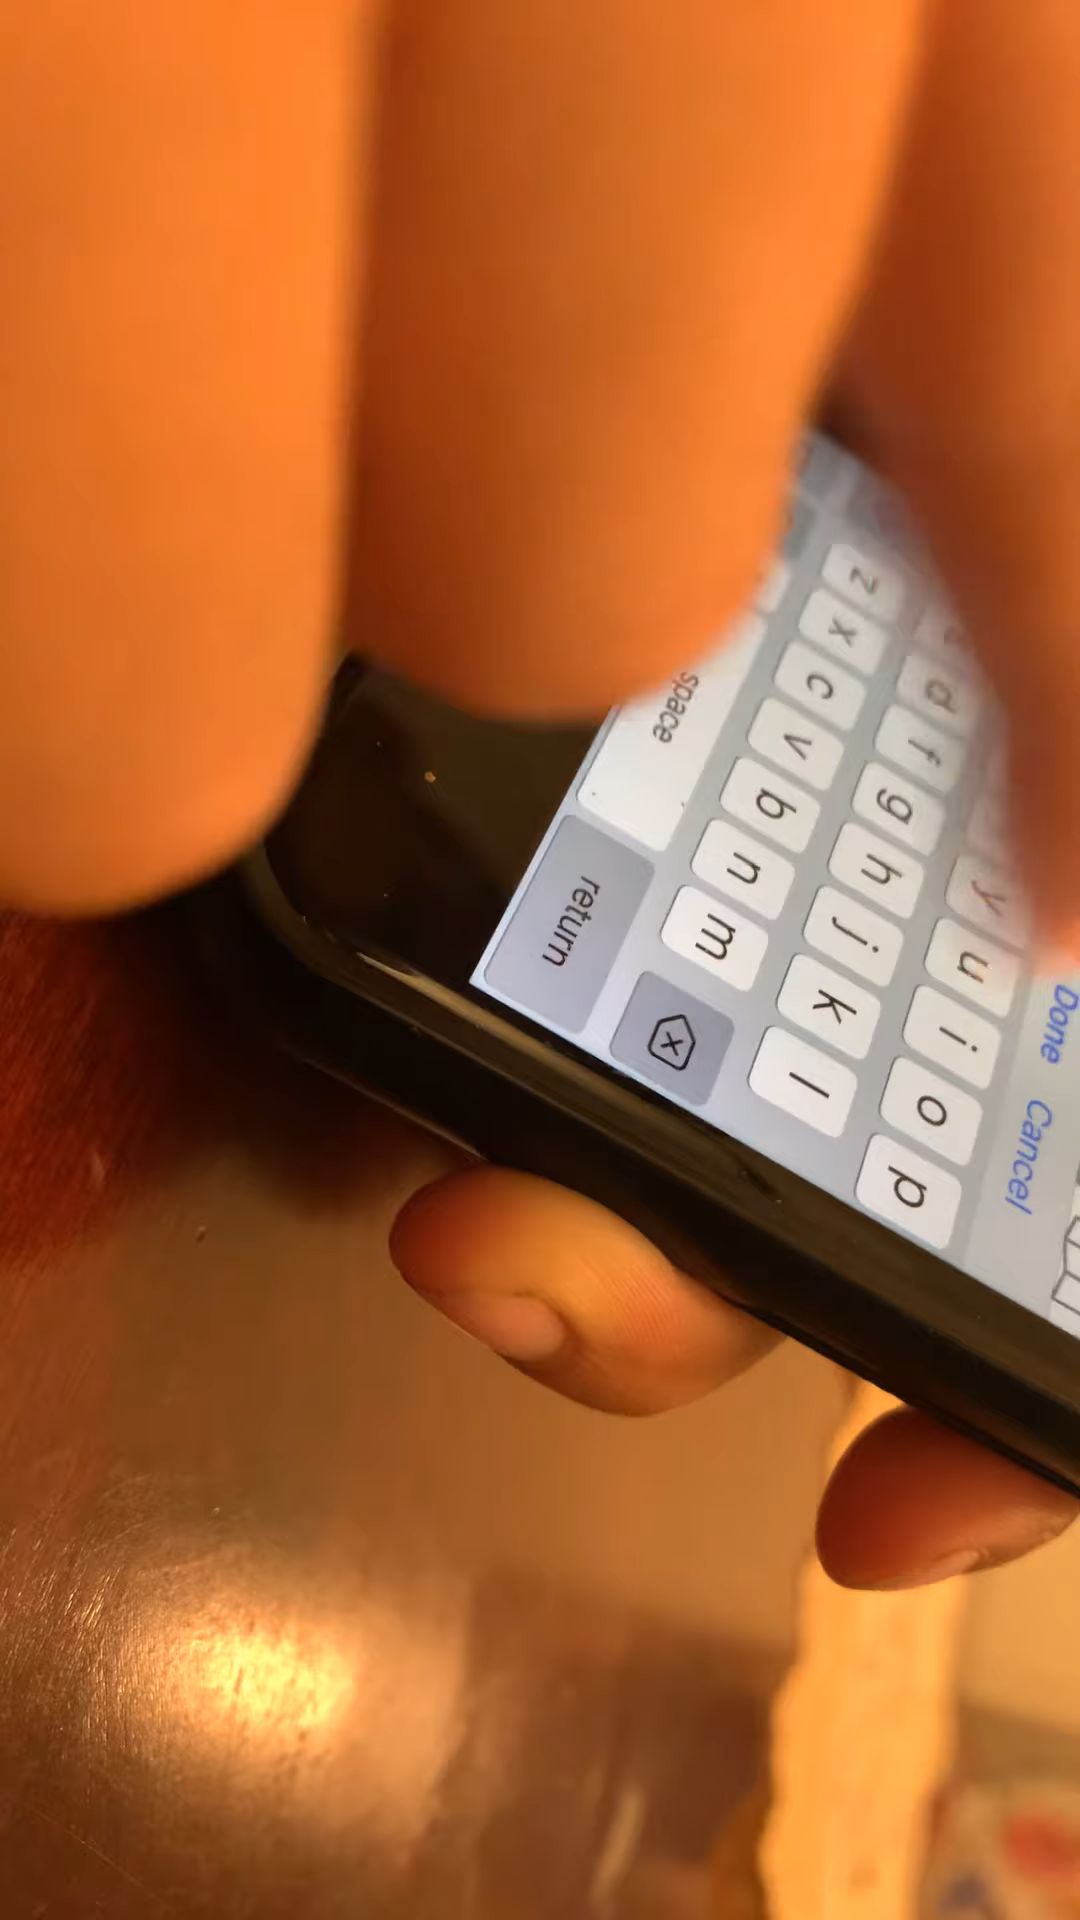 Done Cancel
y u i o p
d f g h j k l
z x c v b n m
space return